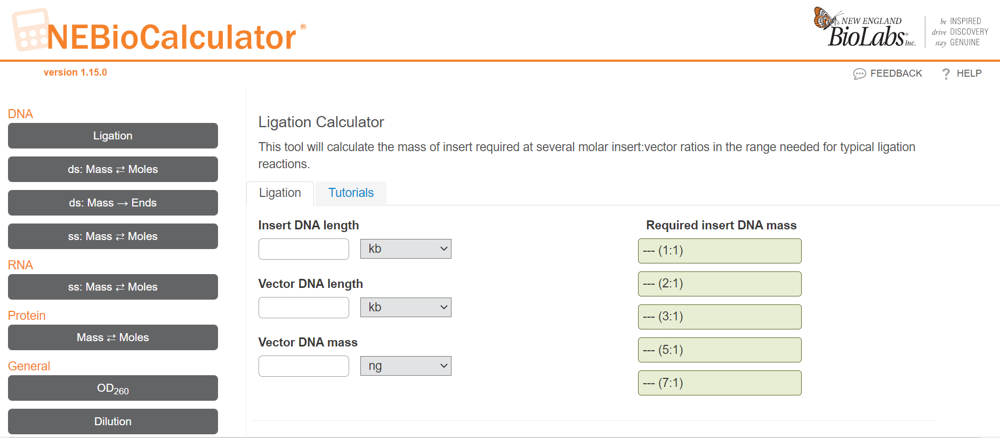 NEBioCalculator®
NEW ENGLAND
BioLabs® Inc.
be INSPIRED
drive DISCOVERY
stay GENUINE
version 1.15.0
FEEDBACK
? HELP
DNA
Ligation
ds: Mass ⇄ Moles
ds: Mass → Ends
ss: Mass ⇄ Moles
RNA
ss: Mass ⇄ Moles
Protein
Mass ⇄ Moles
General
OD260
Dilution
Ligation Calculator
This tool will calculate the mass of insert required at several molar insert:vector ratios in the range needed for typical ligation
reactions.
Ligation Tutorials
Insert DNA length
kb
Vector DNA length
kb
Vector DNA mass
ng
Required insert DNA mass
--- (1:1)
--- (2:1)
--- (3:1)
--- (5:1)
--- (7:1)